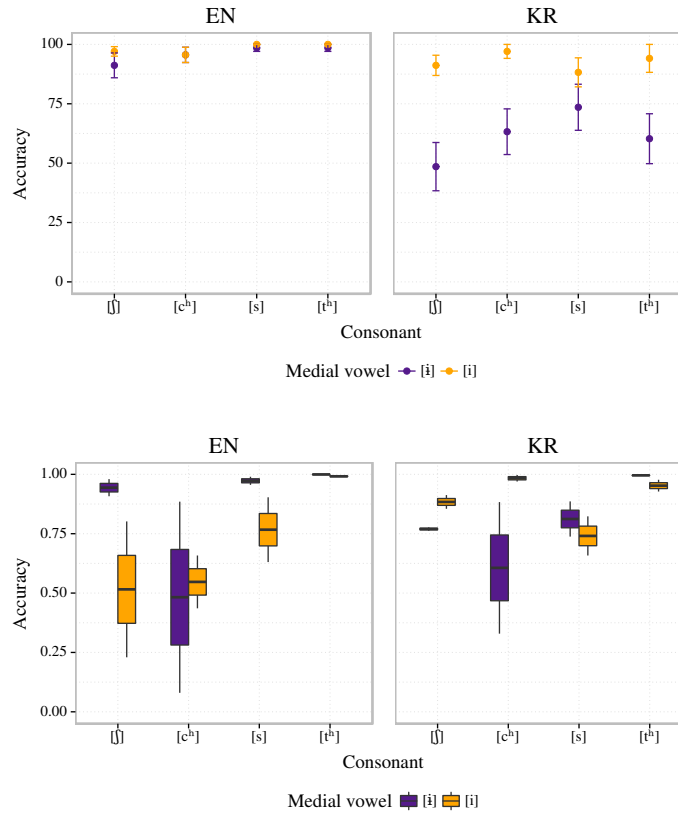 EN KR
100
75
50
25
0
Accuracy
[ʃ] [cʰ] [s] [tʰ] [ʃ] [cʰ] [s] [tʰ]
Consonant
Medial vowel [ɨ] [i]
EN KR
1.00
0.75
0.50
0.25
0.00
Accuracy
[ʃ] [cʰ] [s] [tʰ] [ʃ] [cʰ] [s] [tʰ]
Consonant
Medial vowel [ɨ] [i]